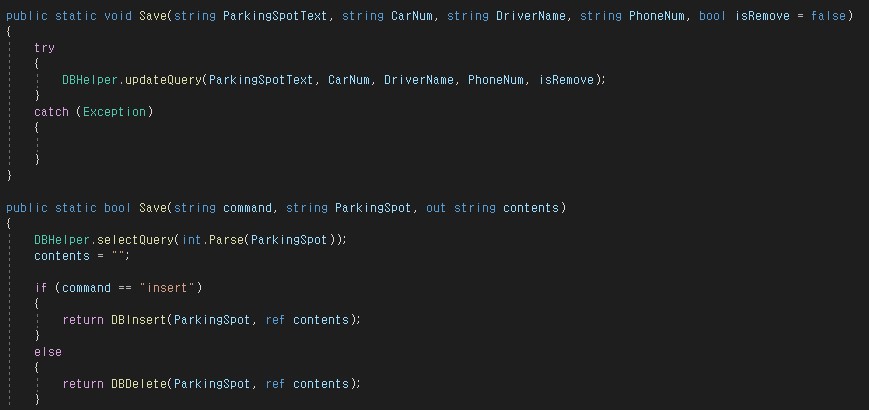 public static void Save(string ParkingSpotText, string CarNum, string DriverName, string PhoneNum, bool isRemove = false)
{
try
{
DBHelper.updateQuery(ParkingSpotText, CarNum, DriverName, PhoneNum, isRemove);
}
catch (Exception)
{
}
}
public static bool Save(string command, string ParkingSpot, out string contents)
{
DBHelper.selectQuery(int.Parse(ParkingSpot));
contents = "";
if (command == "insert")
{
return DBInsert(ParkingSpot, ref contents);
}
else
{
return DBDelete(ParkingSpot, ref contents);
}